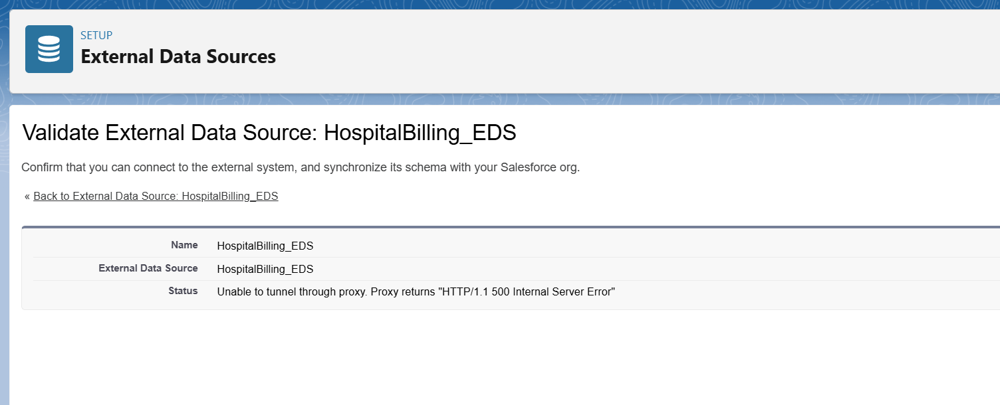 SETUP
External Data Sources
Validate External Data Source: HospitalBilling_EDS
Confirm that you can connect to the external system, and synchronize its schema with your Salesforce org.
« Back to External Data Source: HospitalBilling_EDS
Name HospitalBilling_EDS
External Data Source HospitalBilling_EDS
Status Unable to tunnel through proxy. Proxy returns "HTTP/1.1 500 Internal Server Error"